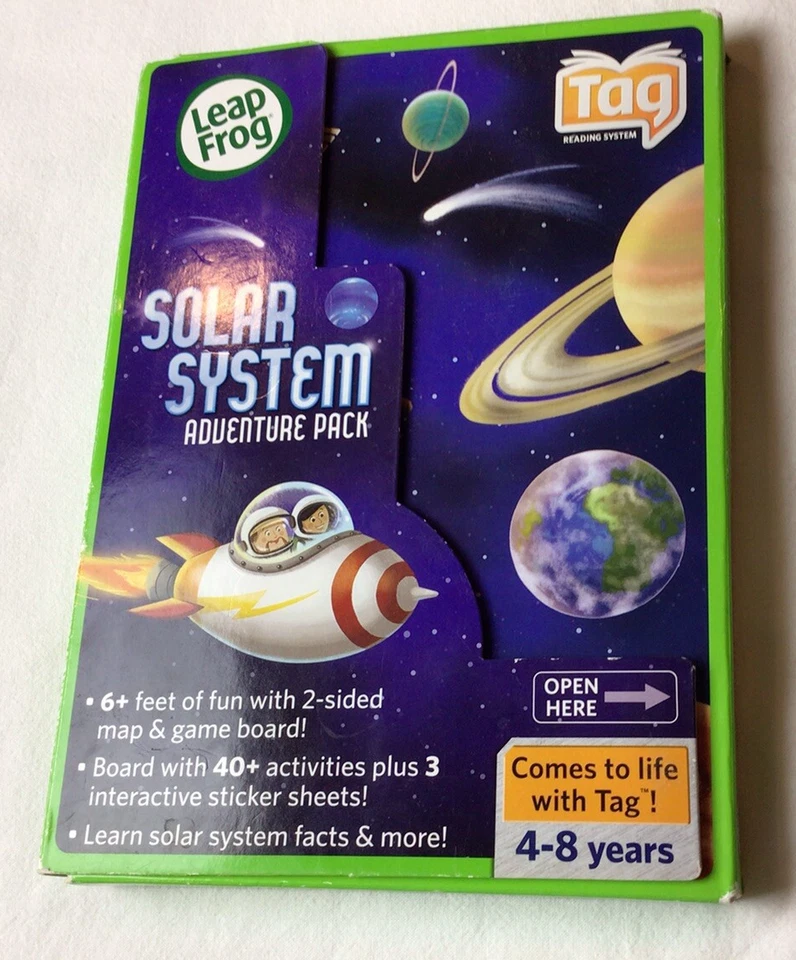 Leap
Frog
Tag
READING SYSTEM
SOLAR
SYSTEM
ADVENTURE PACK
• 6+ feet of fun with 2-sided
map & game board!
• Board with 40+ activities plus 3
interactive sticker sheets!
• Learn solar system facts & more!
OPEN
HERE
Comes to life
with Tag™!
4-8 years